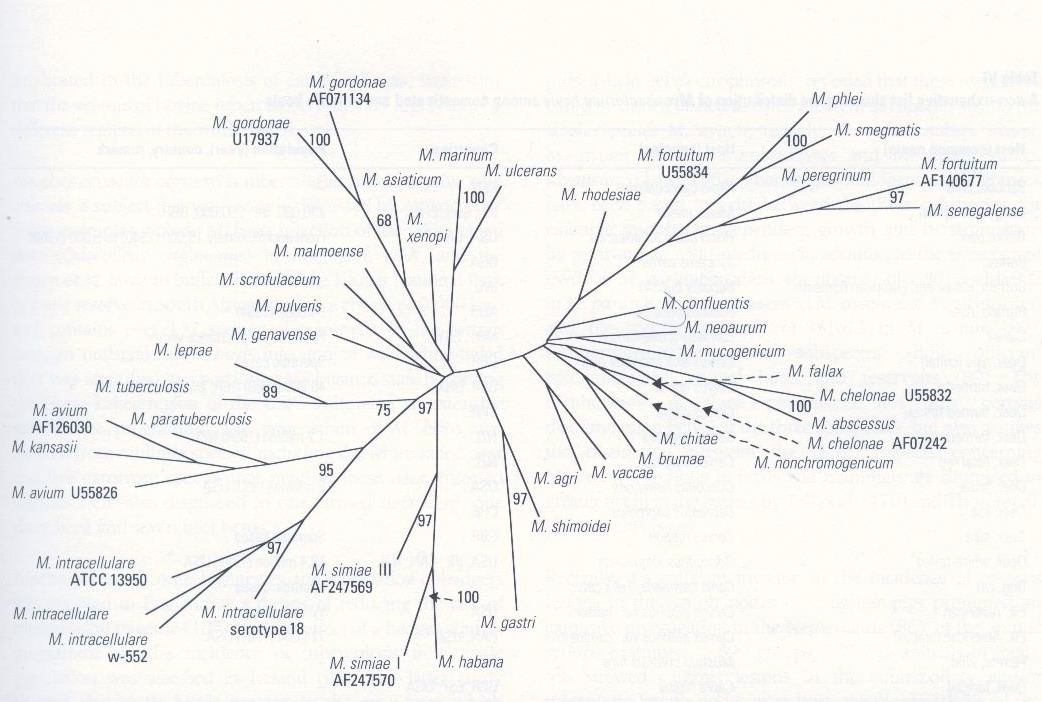 M. gordonae
AF071134
M. gordonae
U17937
100
M. marinum
M. ulcerans
M. asiaticum
100
68
M.
xenopi
M. malmoense
M. scrofulaceum
M. pulveris
M. genavense
M. leprae
M. tuberculosis
89
75
97
M. avium
AF126030
M. paratuberculosis
M. kansasii
95
M. avium U55826
97
M. intracellulare
ATCC 13950
M. intracellulare
M. intracellulare
w-552
M. intracellulare
serotype 18
M. simiae III
AF247569
97
100
M. simiae I
AF247570
M. habana
M. gastri
97
M. shimoidei
M. phlei
M. smegmatis
100
M. fortuitum
U55834
M. peregrinum
M. fortuitum
AF140677
97
M. senegalense
M. rhodesiae
M. confluentis
M. neoaurum
M. mucogenicum
M. fallax
M. chelonae U55832
100
M. abscessus
M. chelonae AF07242
M. nonchromogenicum
M. chitae
M. brumae
M. vaccae
M. agri